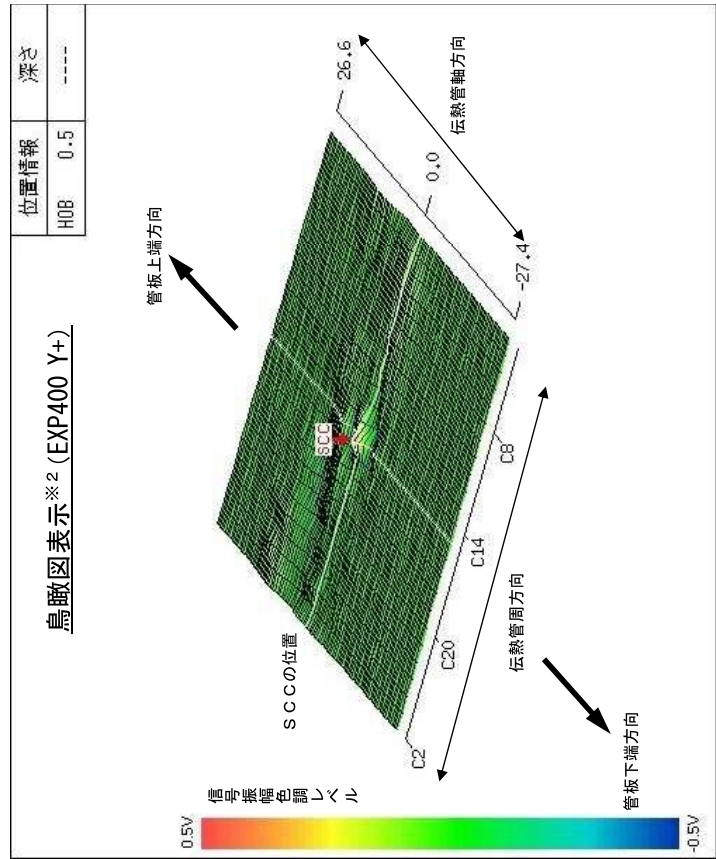 鳥瞰図表示※2 (EXP400 Y+)
位置情報 深さ
HOB 0.5 ----
管板上端方向
26.6
伝熱管軸方向
0.0
-27.4
SCC
SCCの位置
C2
C20
C14
C8
伝熱管周方向
管板下端方向
信号振幅色調レベル
0.5V
-0.5V